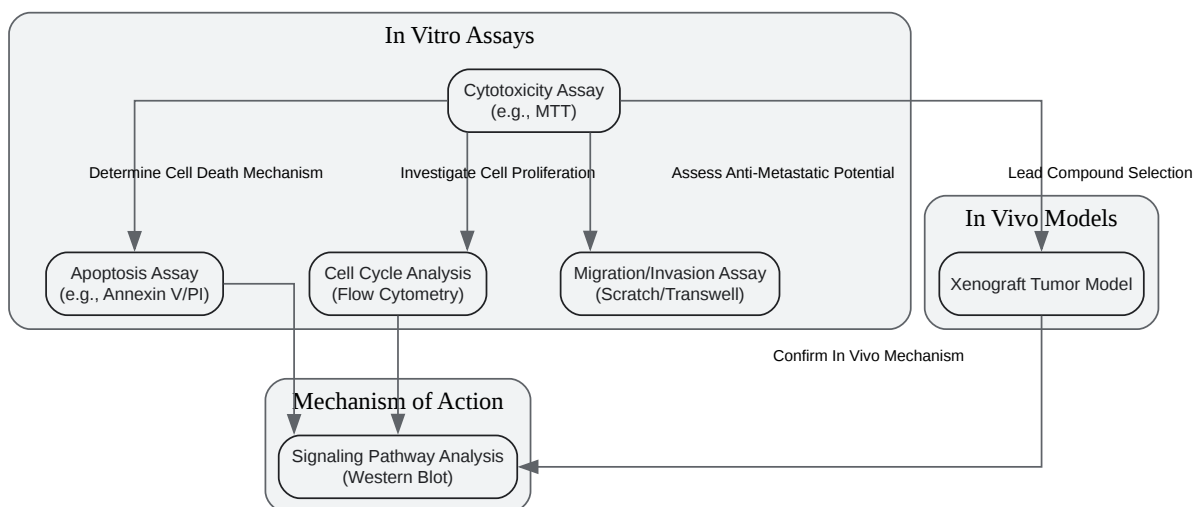 In Vitro Assays
Cytotoxicity Assay
(e.g., MTT)
Determine Cell Death Mechanism
Investigate Cell Proliferation
Assess Anti-Metastatic Potential
Lead Compound Selection
In Vivo Models
Apoptosis Assay
(e.g., Annexin V/PI)
Cell Cycle Analysis
(Flow Cytometry)
Migration/Invasion Assay
(Scratch/Transwell)
Xenograft Tumor Model
Confirm In Vivo Mechanism
Mechanism of Action
Signaling Pathway Analysis
(Western Blot)